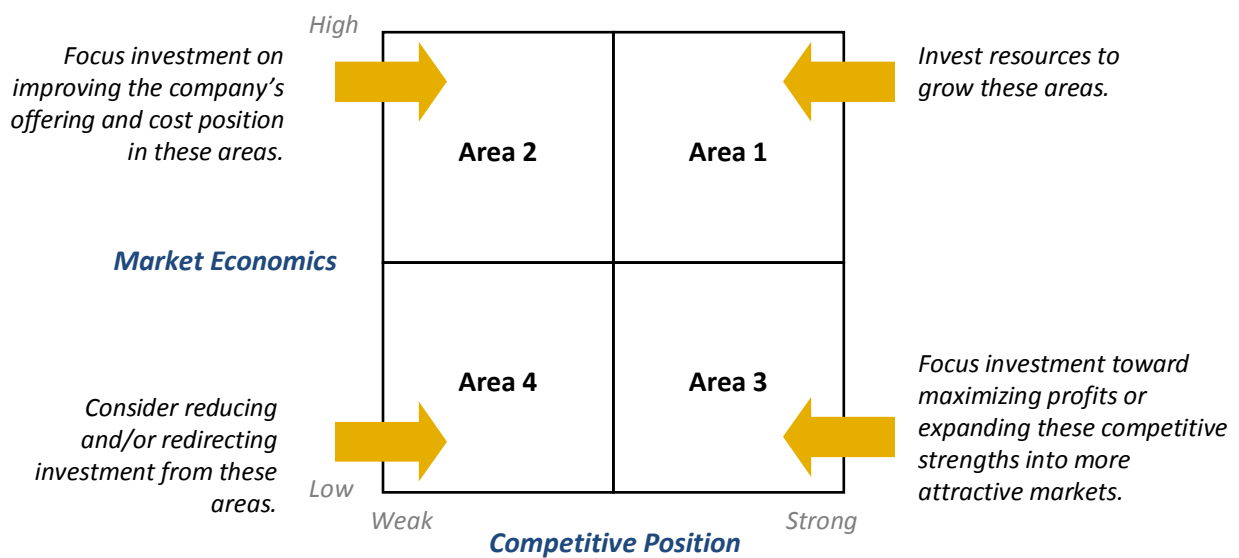 High
Focus investment on
improving the company’s
offering and cost position
in these areas.
Invest resources to
grow these areas.
Area 2
Area 1
Market Economics
Area 4
Area 3
Consider reducing
and/or redirecting
investment from these
areas.
Focus investment toward
maximizing profits or
expanding these competitive
strengths into more
attractive markets.
Low
Weak
Strong
Competitive Position